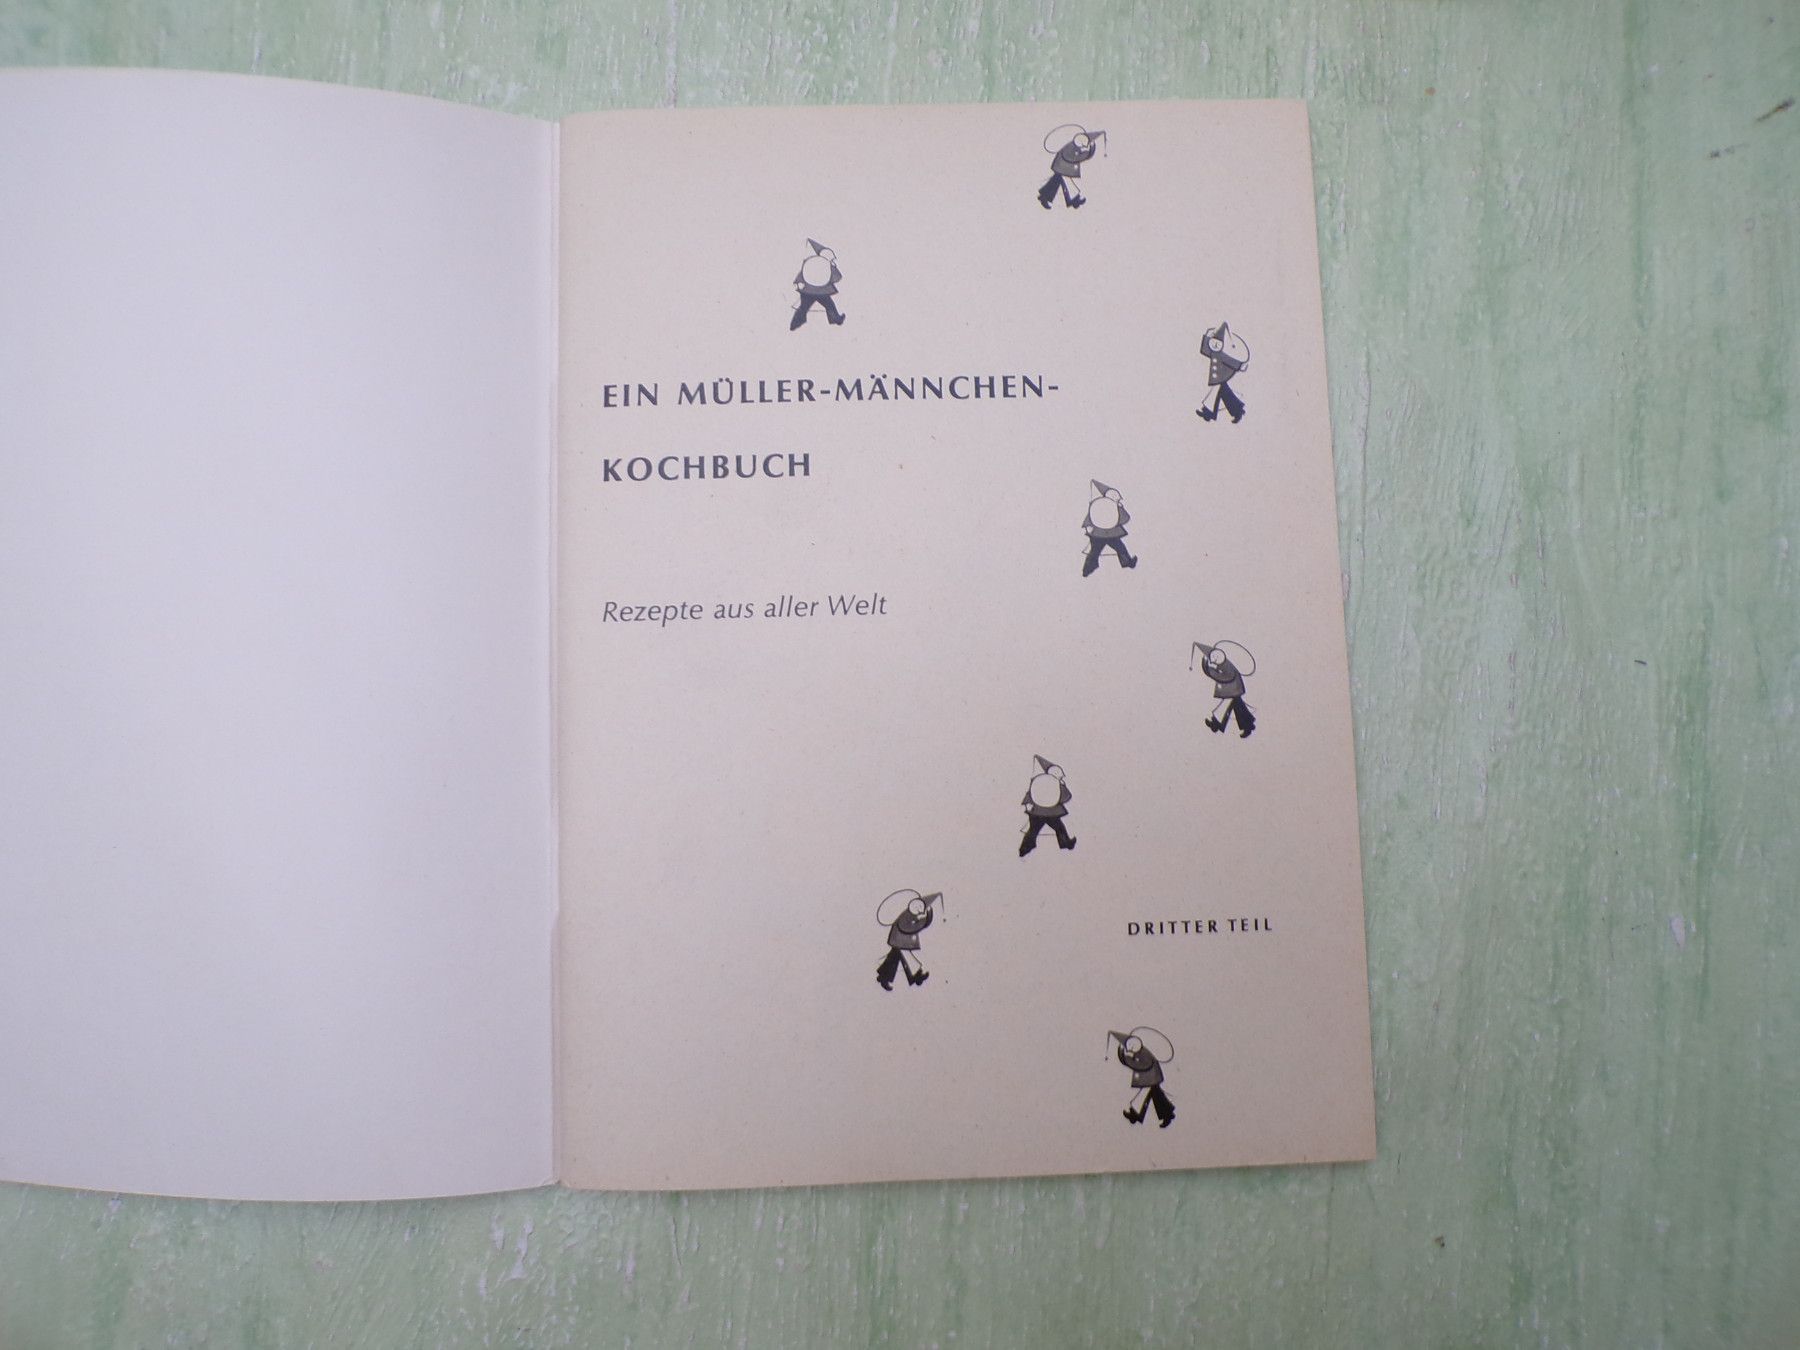 EIN MÜLLER-MÄNNCHEN-
KOCHBUCH
Rezepte aus aller Welt
DRITTER TEIL